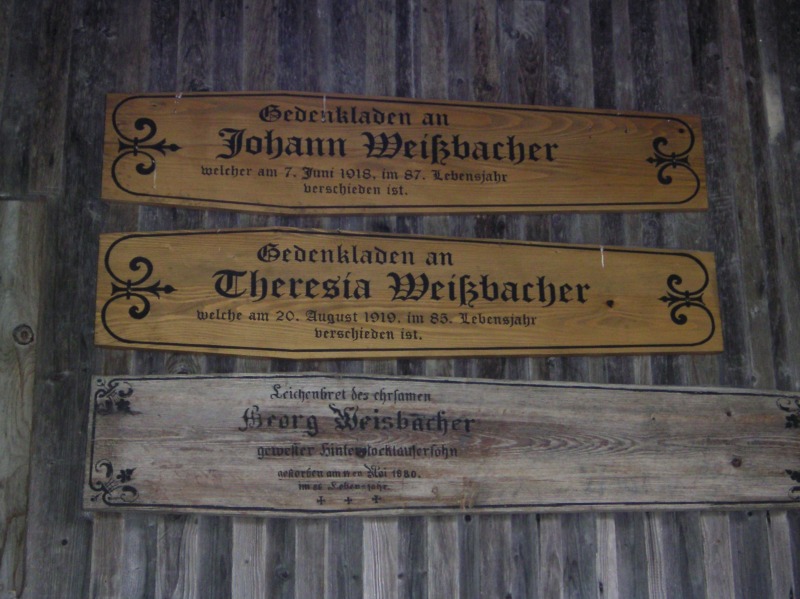 Gedenkladen an
Johann Weißbacher
welcher am 7. Juni 1918, im 87. Lebensjahr
verschieden ist.
Gedenkladen an
Theresia Weißbacher
welche am 20. August 1919, im 85. Lebensjahr
verschieden ist.
Leichenbret des ehrsamen
Georg Weisbacher
gewester
gestorben am Mai
im Lebensjahr.